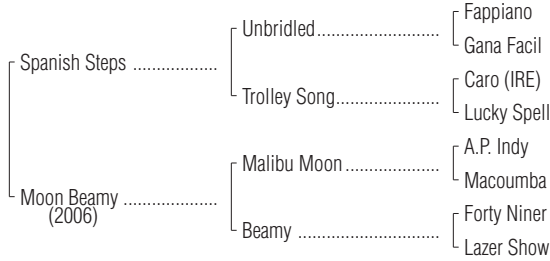 Fappiano
Unbridled
Gana Facil
Spanish Steps
Caro (IRE)
Trolley Song
Lucky Spell
A.P. Indy
Malibu Moon
Macoumba
Moon Beamy
(2006)
Forty Niner
Beamy
Lazer Show